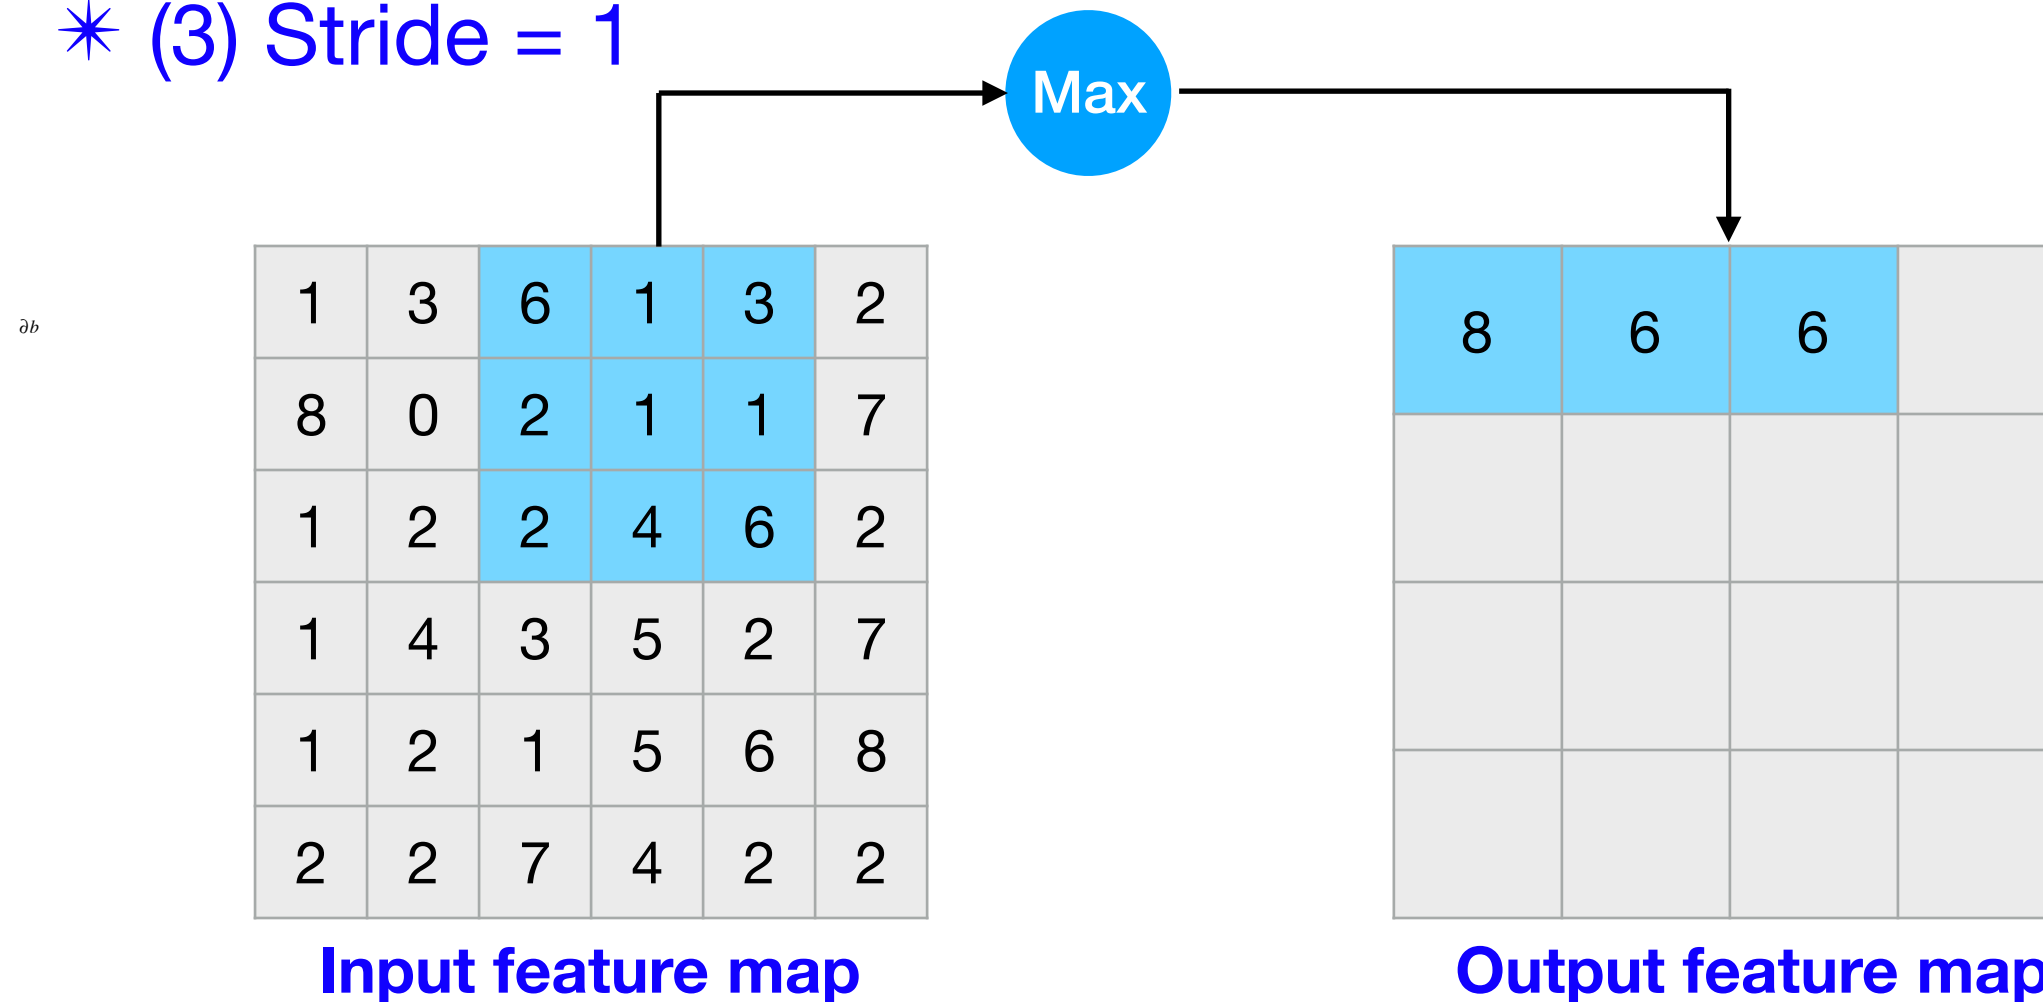 ✴ (3) Stride = 1
Max
1 3 6 1 3 2
8 0 2 1 1 7
1 2 2 4 6 2
1 4 3 5 2 7
1 2 1 5 6 8
2 2 7 4 2 2
∂b
8 6 6
Input feature map
Output feature map